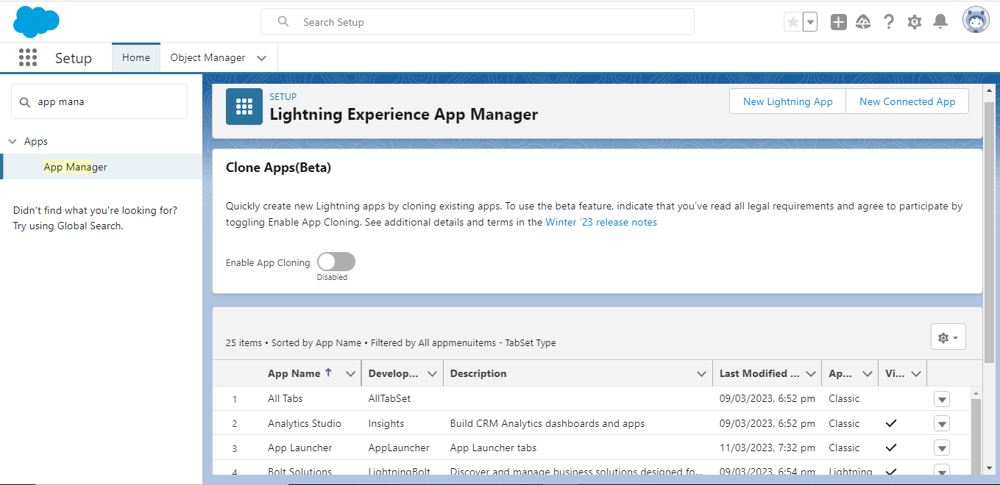 Search Setup
Setup
Home
Object Manager
app mana
Apps
App Manager
Didn't find what you're looking for?
Try using Global Search.
SETUP
Lightning Experience App Manager
New Lightning App
New Connected App
Clone Apps(Beta)
Quickly create new Lightning apps by cloning existing apps. To use the beta feature, indicate that you've read all legal requirements and agree to participate by
toggling Enable App Cloning. See additional details and terms in the Winter '23 release notes
Enable App Cloning
Disabled
25 items • Sorted by App Name • Filtered by All appmenuitems - TabSet Type
App Name ↑ Develop... Description Last Modified ... Ap... Vi...
1 All Tabs AllTabSet 09/03/2023, 6:52 pm Classic
2 Analytics Studio Insights Build CRM Analytics dashboards and apps 09/03/2023, 6:52 pm Classic
3 App Launcher AppLauncher App Launcher tabs 11/03/2023, 7:32 pm Classic
4 Bolt Solutions LightningBolt Discover and manage business solutions designed fo... 09/03/2023, 6:54 pm Lightning